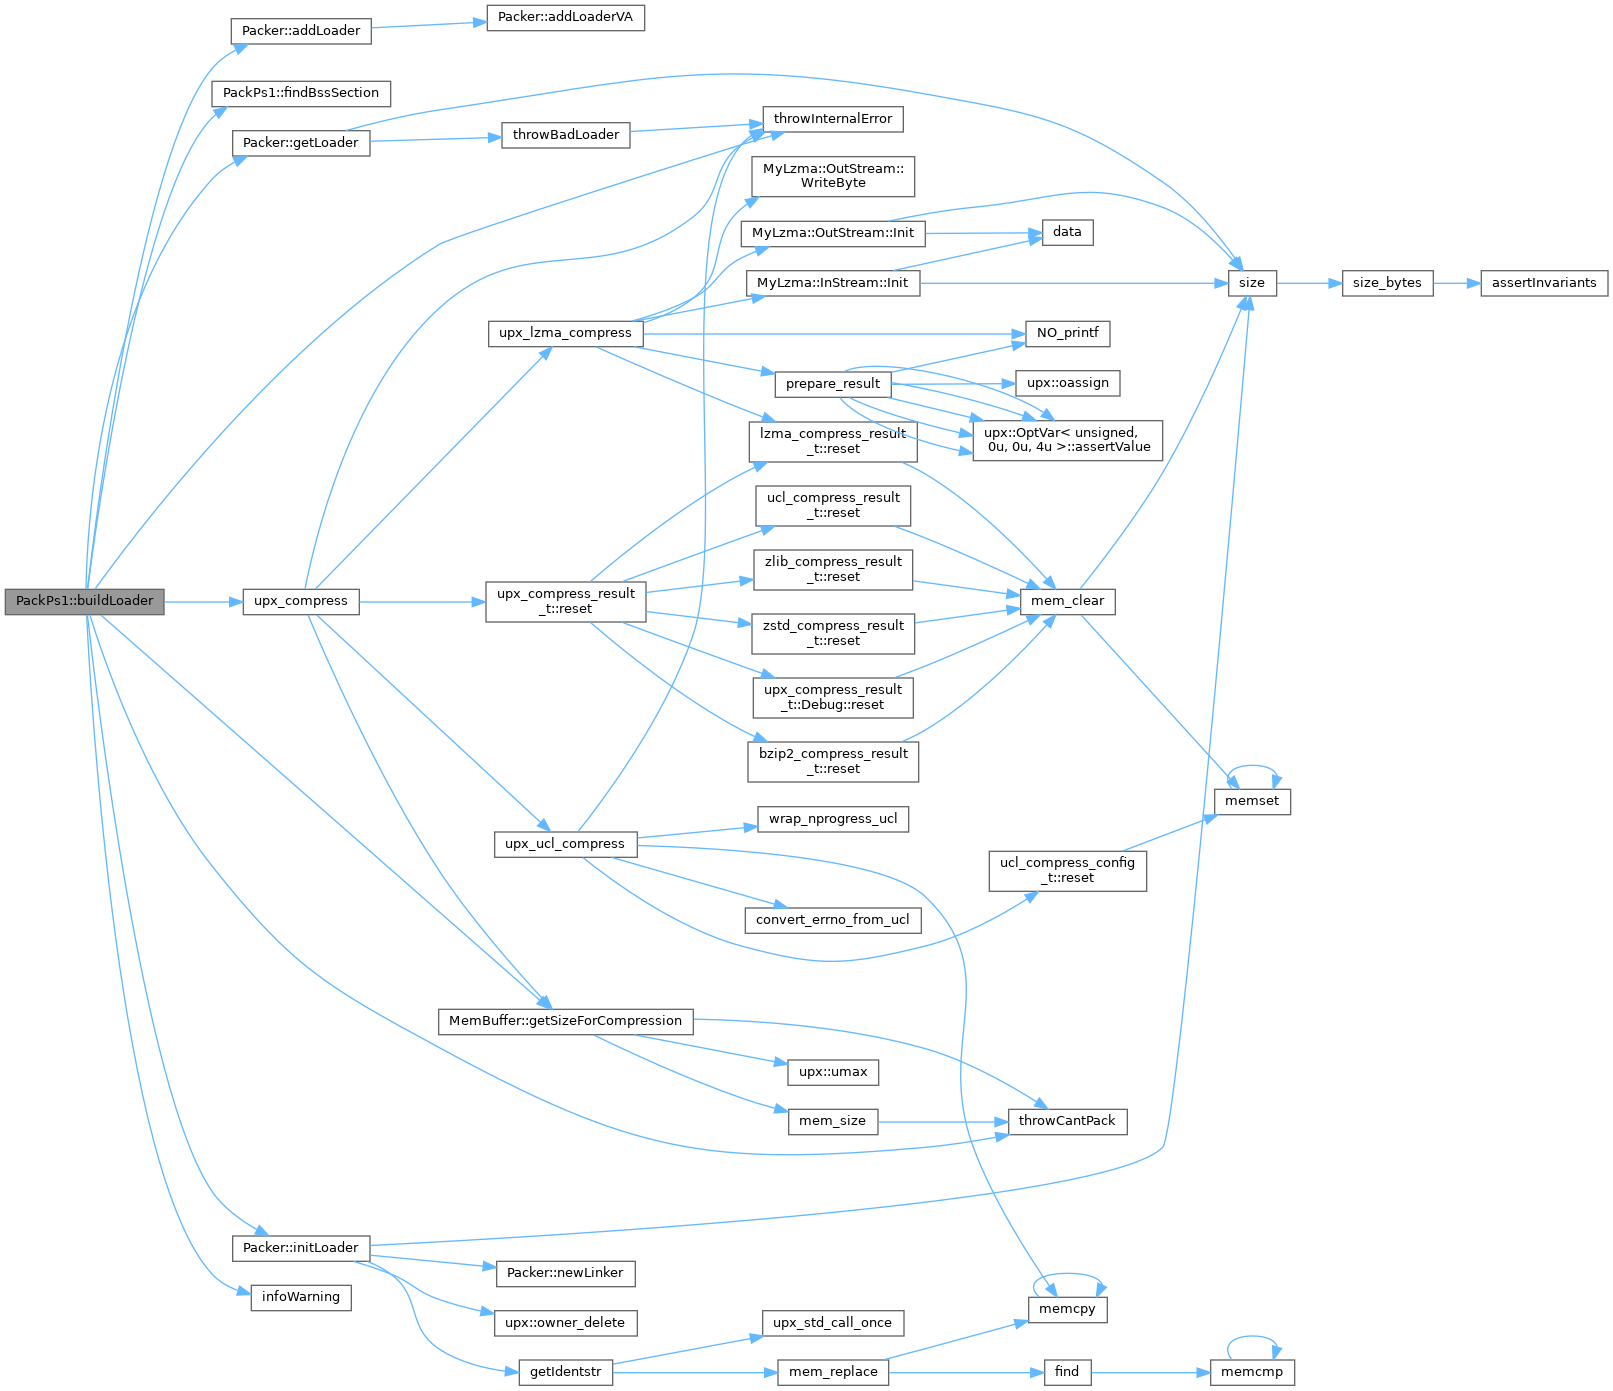 PackPs1::buildLoader
Packer::addLoader
Packer::addLoaderVA
PackPs1::findBssSection
Packer::getLoader
throwBadLoader
throwInternalError
MyLzma::OutStream::
WriteByte
MyLzma::OutStream::Init
data
MyLzma::InStream::Init
size
size_bytes
assertInvariants
upx_lzma_compress
NO_printf
prepare_result
upx::oassign
upx::OptVar< unsigned,
0u, 0u, 4u >::assertValue
lzma_compress_result
_t::reset
ucl_compress_result
_t::reset
zlib_compress_result
_t::reset
upx_compress
upx_compress_result
_t::reset
mem_clear
zstd_compress_result
_t::reset
upx_compress_result
_t::Debug::reset
bzip2_compress_result
_t::reset
memset
wrap_nprogress_ucl
upx_ucl_compress
ucl_compress_config
_t::reset
convert_errno_from_ucl
MemBuffer::getSizeForCompression
upx::umax
mem_size
throwCantPack
Packer::initLoader
Packer::newLinker
infoWarning
memcpy
upx::owner_delete
upx_std_call_once
getIdentstr
mem_replace
find
memcmp